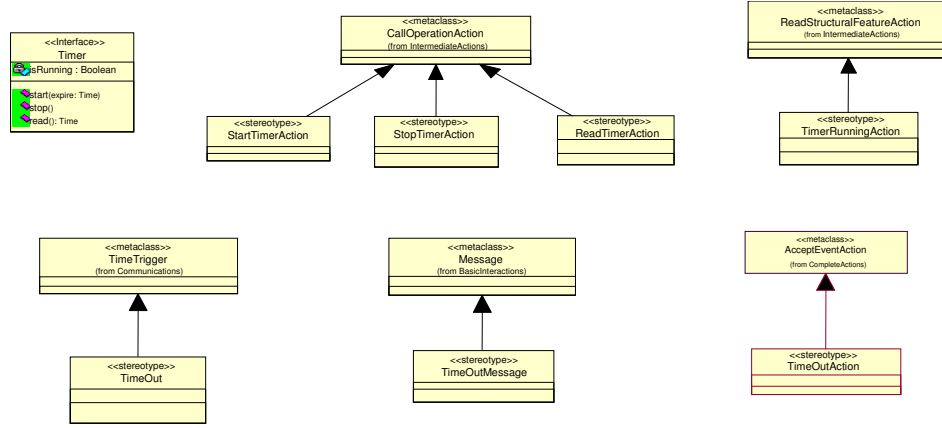 <<Interface>>
Timer
isRunning : Boolean
start(expire: Time)
stop()
read(): Time
<<metaclass>>
CallOperationAction
(from IntermediateActions)
<<stereotype>>
StartTimerAction
<<stereotype>>
StopTimerAction
<<stereotype>>
ReadTimerAction
<<metaclass>>
ReadStructuralFeatureAction
(from IntermediateActions)
<<stereotype>>
TimerRunningAction
<<metaclass>>
TimeTrigger
(from Communications)
<<stereotype>>
TimeOut
<<metaclass>>
Message
(from BasicInteractions)
<<stereotype>>
TimeOutMessage
<<metaclass>>
AcceptEventAction
(from CompleteActions)
<<stereotype>>
TimeOutAction